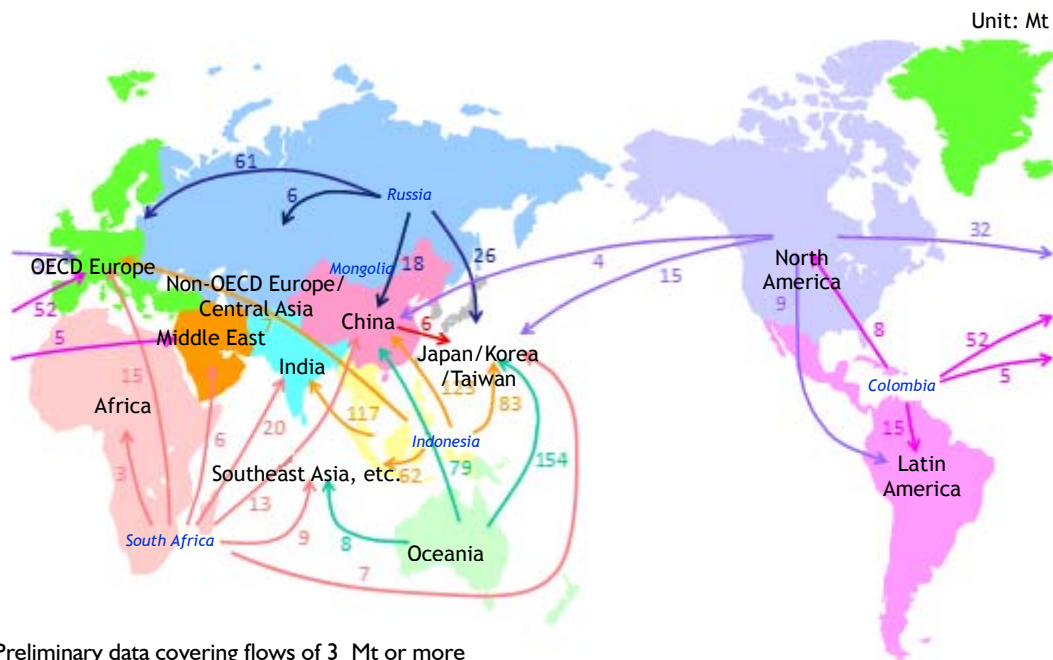 Unit: Mt
61
6
Russia
32
OECD Europe
Mongolia
18
26
4
North
America
Non-OECD Europe/
Central Asia
15
9
52
7
China
6
5
Middle East
8
52
Japan/Korea
/Taiwan
India
Colombia
5
15
123
83
Africa
117
15
6
20
Indonesia
3
Southeast Asia, etc.
62
79
154
Latin
America
13
South Africa
9
8
Oceania
7
Preliminary data covering flows of 3 Mt or more